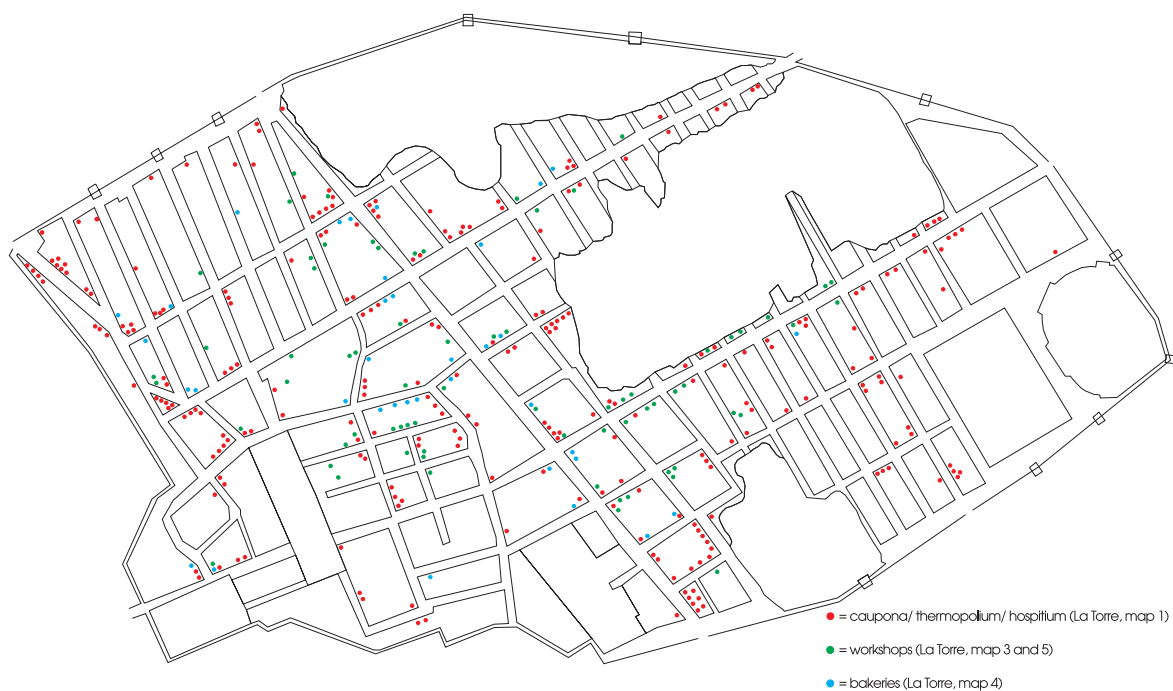 = caupona/ thermopolium/ hospitium (La Torre, map 1)
= workshops (La Torre, map 3 and 5)
= bakeries (La Torre, map 4)